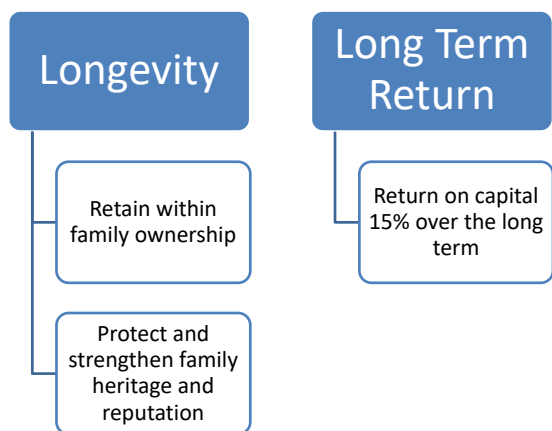 Longevity
Retain within
family ownership
Protect and
strengthen family
heritage and
reputation
Long Term
Return
Return on capital
15% over the long
term